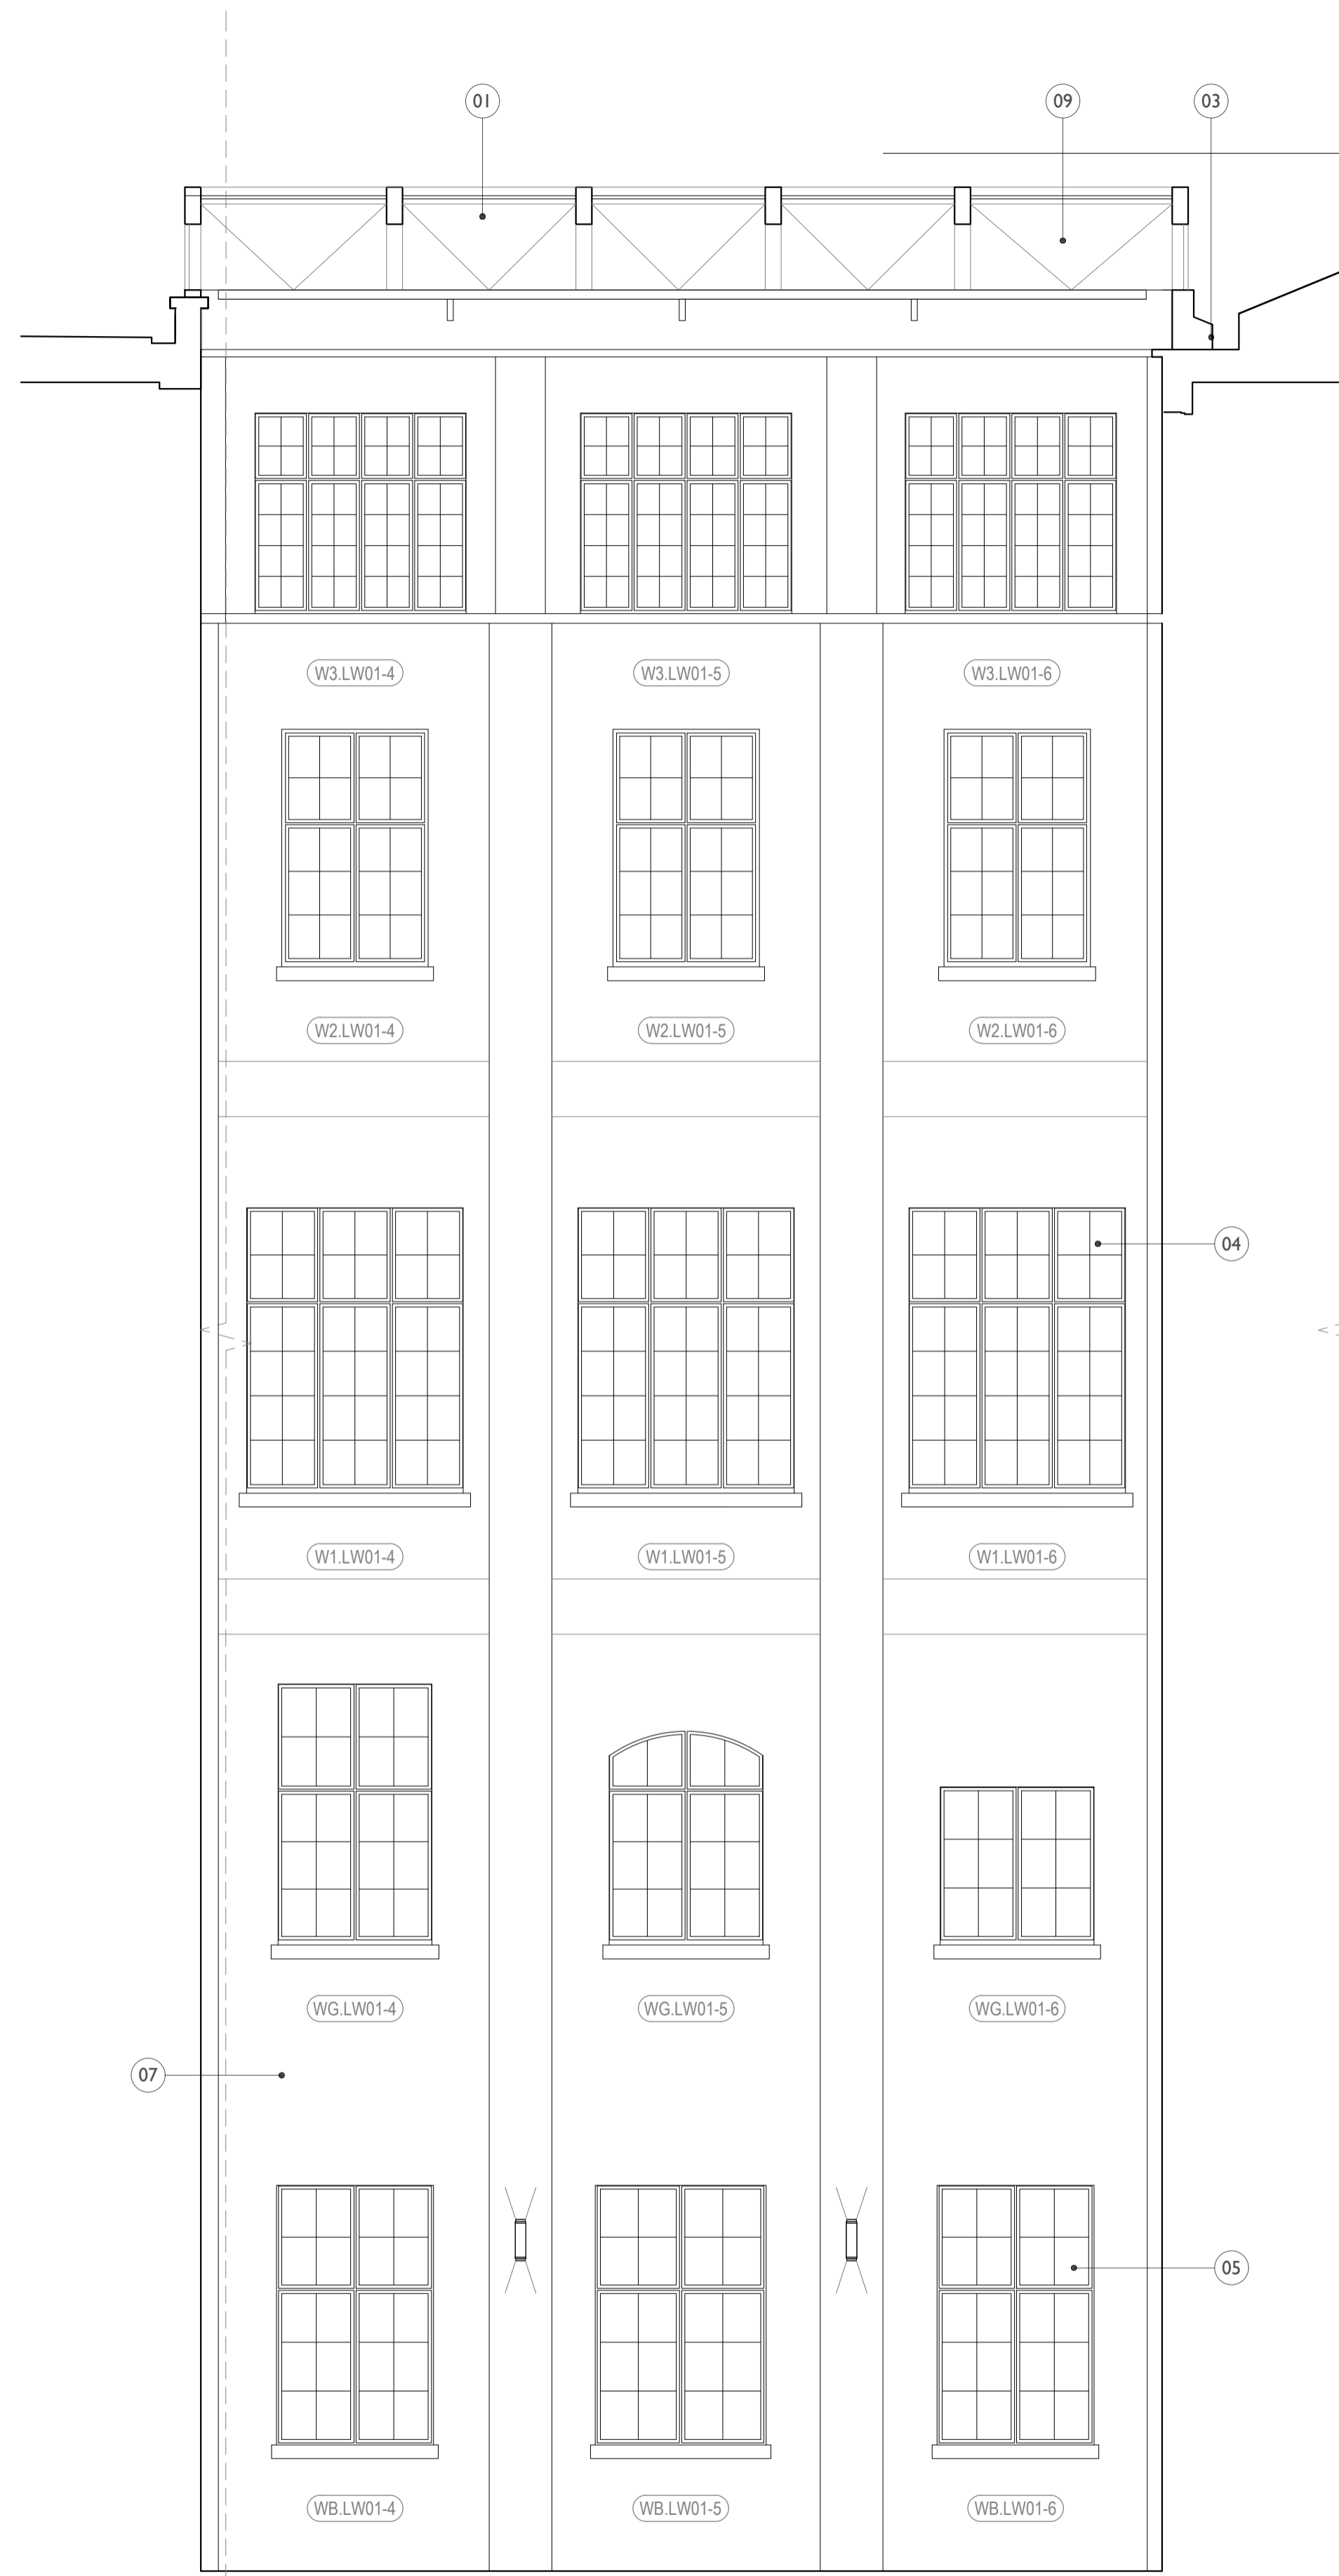 01 09 03
W3.LW01-4 W3.LW01-5 W3.LW01-6
W2.LW01-4 W2.LW01-5 W2.LW01-6
04
W1.LW01-4 W1.LW01-5 W1.LW01-6
WG.LW01-4 WG.LW01-5 WG.LW01-6
07
05
WB.LW01-4 WB.LW01-5 WB.LW01-6